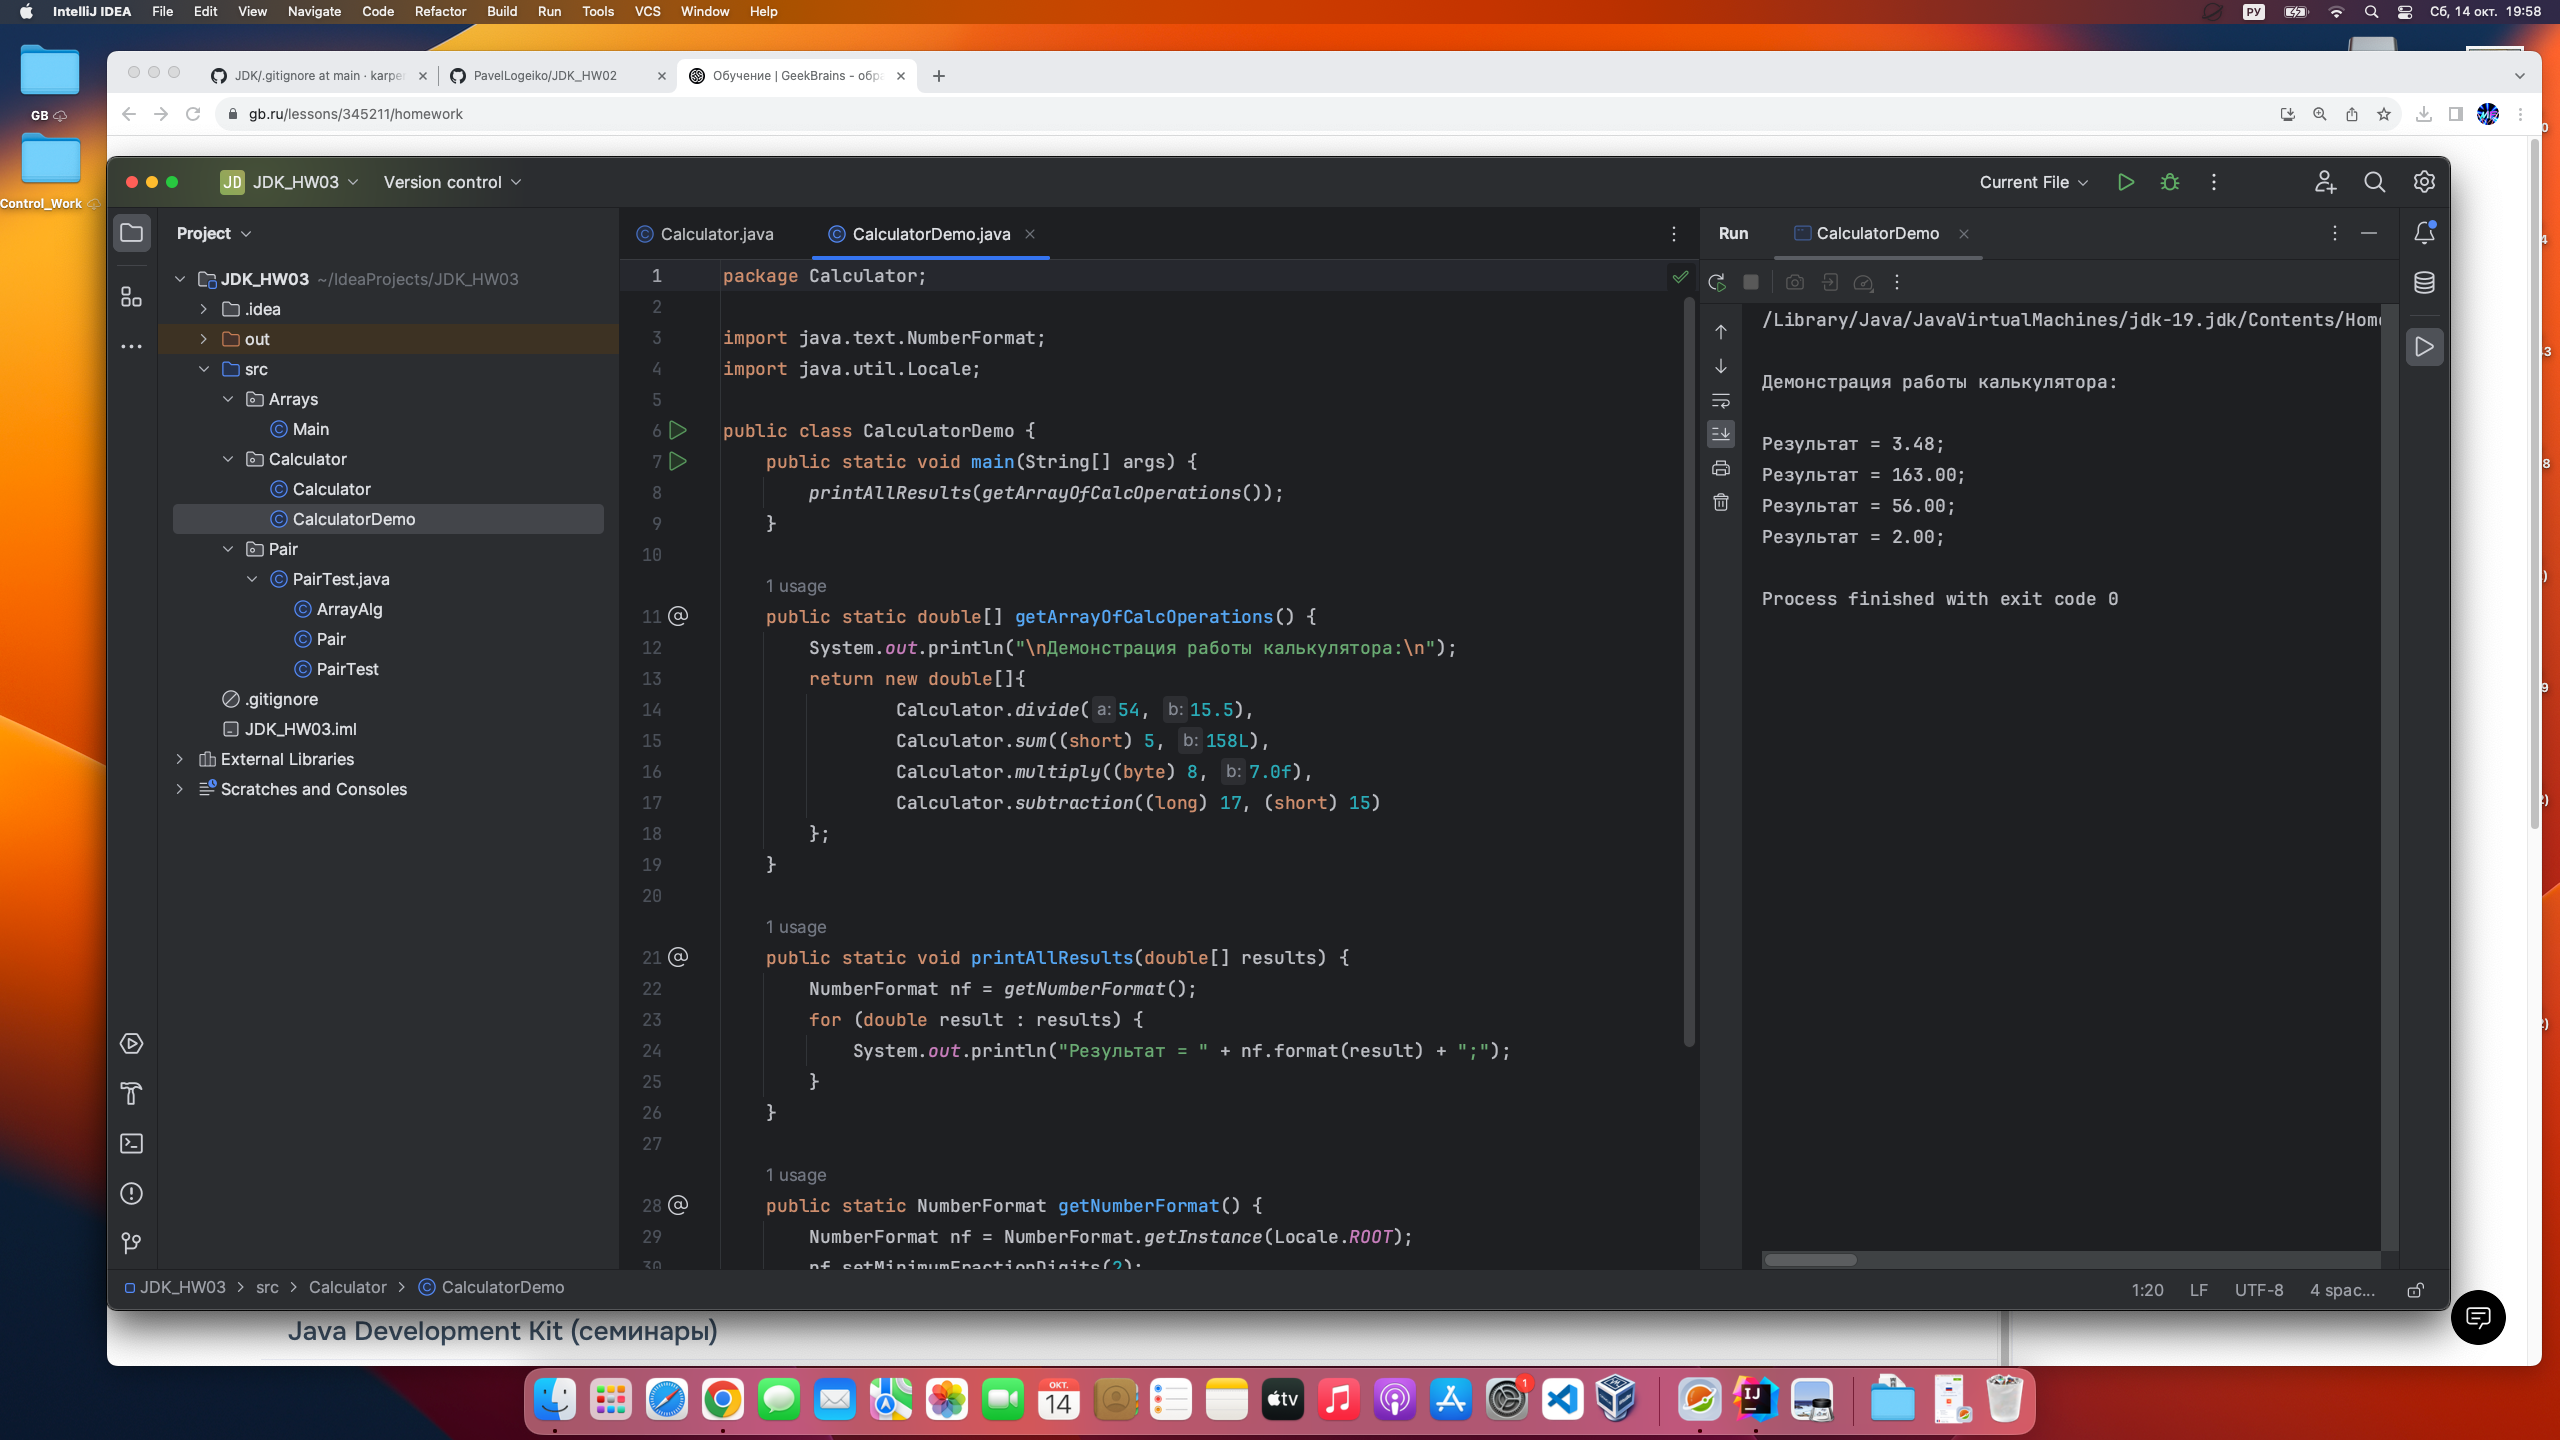 IntelliJ IDEA File Edit View Navigate Code Refactor Build Run Tools VCS Window Help РУ Сб, 14 окт. 19:58
GB
Control_Work
JDK/.gitignore at main · karpe
PavelLogeiko/JDK_HW02
Обучение | GeekBrains - обра
gb.ru/lessons/345211/homework
JD JDK_HW03 Version control Current File
Project
JDK_HW03 ~/IdeaProjects/JDK_HW03
.idea
out
src
Arrays
Main
Calculator
Calculator
CalculatorDemo
Pair
PairTest.java
ArrayAlg
Pair
PairTest
.gitignore
JDK_HW03.iml
External Libraries
Scratches and Consoles
Calculator.java CalculatorDemo.java
1 package Calculator;
2
3 import java.text.NumberFormat;
4 import java.util.Locale;
5
6 public class CalculatorDemo {
7 public static void main(String[] args) {
8 printAllResults(getArrayOfCalcOperations());
9 }
10
1 usage
11 public static double[] getArrayOfCalcOperations() {
12 System.out.println("\nДемонстрация работы калькулятора:\n");
13 return new double[]{
14 Calculator.divide( a: 54, b: 15.5),
15 Calculator.sum((short) 5, b: 158L),
16 Calculator.multiply((byte) 8, b: 7.0f),
17 Calculator.subtraction((long) 17, (short) 15)
18 };
19 }
20
1 usage
21 public static void printAllResults(double[] results) {
22 NumberFormat nf = getNumberFormat();
23 for (double result : results) {
24 System.out.println("Результат = " + nf.format(result) + ";");
25 }
26 }
27
1 usage
28 public static NumberFormat getNumberFormat() {
29 NumberFormat nf = NumberFormat.getInstance(Locale.ROOT);
30 nf.setMinimumFractionDigits(2);
Run CalculatorDemo
/Library/Java/JavaVirtualMachines/jdk-19.jdk/Contents/Hom
Демонстрация работы калькулятора:
Результат = 3.48;
Результат = 163.00;
Результат = 56.00;
Результат = 2.00;
Process finished with exit code 0
JDK_HW03 > src > Calculator > CalculatorDemo
1:20 LF UTF-8 4 spac...
Java Development Kit (семинары)
ОКТ.
14
tv
1
IJ